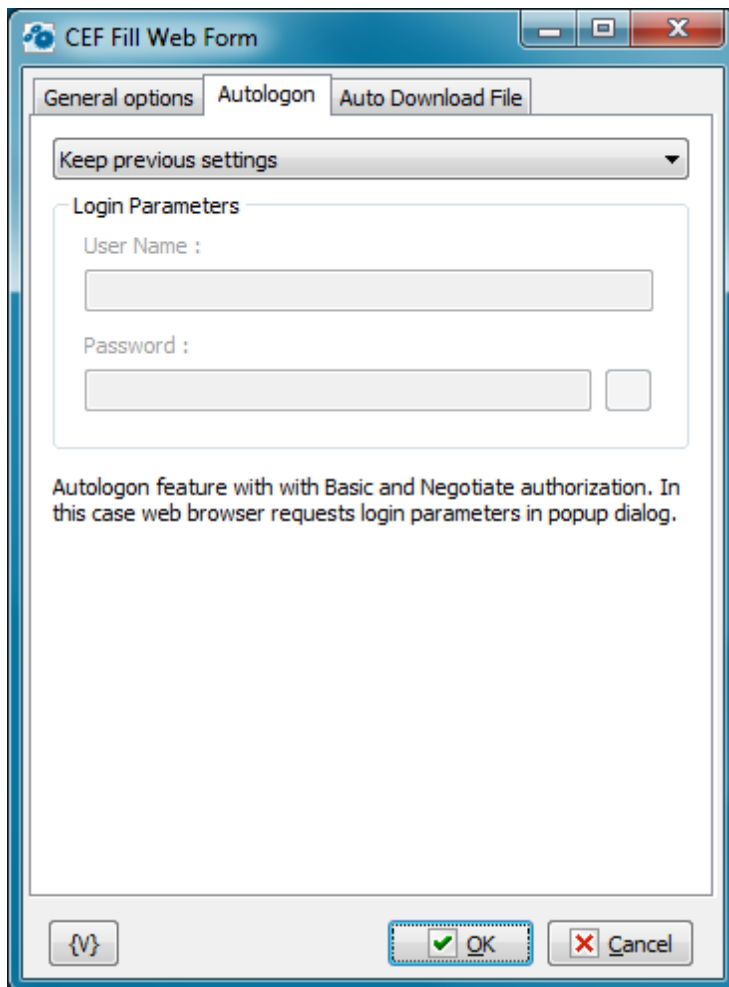 CEF Fill Web Form
General options Autologon Auto Download File
Keep previous settings
Login Parameters
User Name :
Password :
Autologon feature with with Basic and Negotiate authorization. In
this case web browser requests login parameters in popup dialog.
{V} OK Cancel